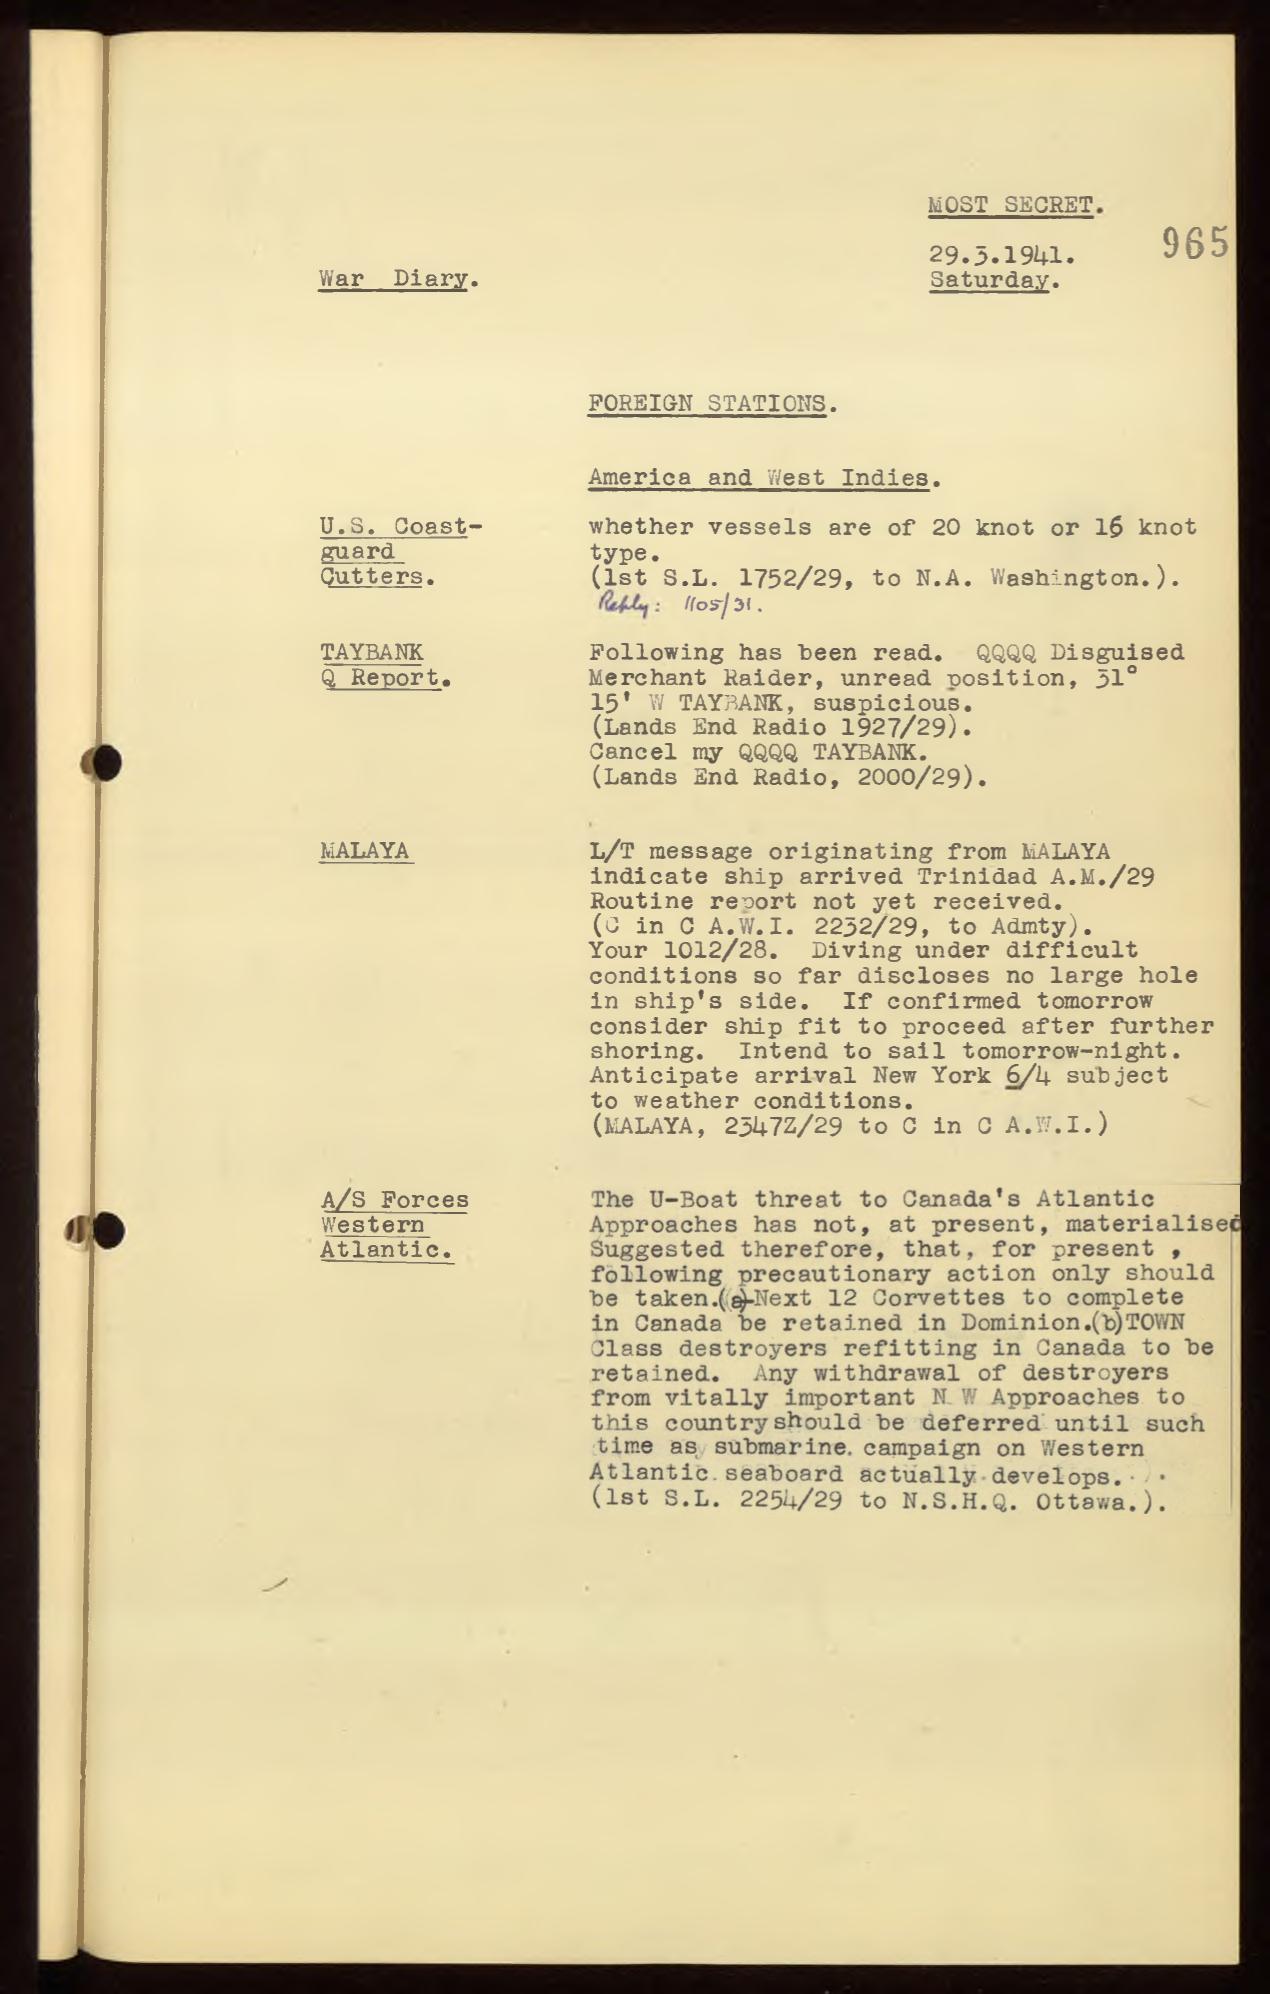 MOST SECRET.
965
29.3.1941.
War Diary.
Saturday.
FOREIGN STATIONS.
America and West Indies.
U.S. Coast-
guard
Cutters.
whether vessels are of 20 knot or 16 knot
type.
(1st S.L. 1752/29, to N.A. Washington.).
Reply: 1105/31.
TAYBANK
Q Report.
Following has been read. QQQQ Disguised
Merchant Raider, unread position, 31°
15' W TAYBANK, suspicious.
(Lands End Radio 1927/29).
Cancel my QQQQ TAYBANK.
(Lands End Radio, 2000/29).
MALAYA
L/T message originating from MALAYA
indicate ship arrived Trinidad A.M./29
Routine report not yet received.
(C in C A.W.I. 2232/29, to Admty).
Your 1012/28. Diving under difficult
conditions so far discloses no large hole
in ship's side. If confirmed tomorrow
consider ship fit to proceed after further
shoring. Intend to sail tomorrow-night.
Anticipate arrival New York 6/4 subject
to weather conditions.
(MALAYA, 2347Z/29 to C in C A.W.I.)
A/S Forces
Western
Atlantic.
The U-Boat threat to Canada's Atlantic
Approaches has not, at present, materialised
Suggested therefore, that, for present ,
following precautionary action only should
be taken.(a)-Next 12 Corvettes to complete
in Canada be retained in Dominion.(b)TOWN
Class destroyers refitting in Canada to be
retained. Any withdrawal of destroyers
from vitally important N W Approaches to
this country should be deferred until such
time as submarine. campaign on Western
Atlantic seaboard actually develops.
(1st S.L. 2254/29 to N.S.H.Q. Ottawa.).